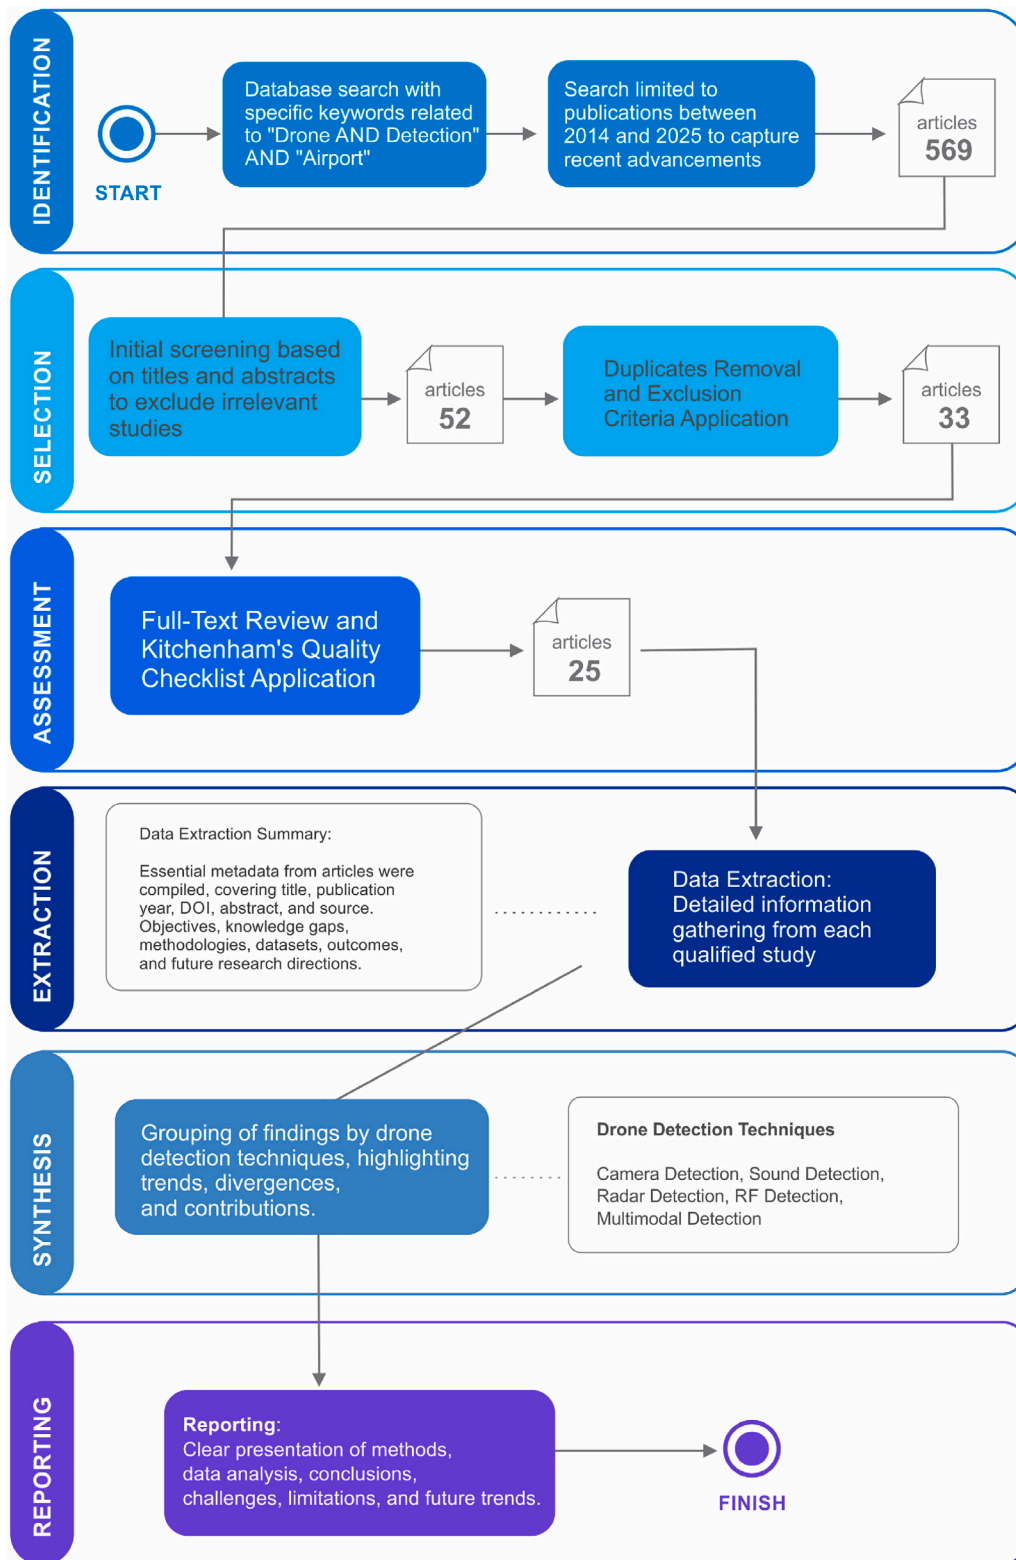 IDENTIFICATION
START
Database search with
specific keywords related
to "Drone AND Detection"
AND "Airport"
Search limited to
publications between
2014 and 2025 to capture
recent advancements
articles
569
SELECTION
Initial screening based
on titles and abstracts
to exclude irrelevant
studies
articles
52
Duplicates Removal
and Exclusion
Criteria Application
articles
33
ASSESSMENT
Full-Text Review and
Kitchenham's Quality
Checklist Application
articles
25
EXTRACTION
Data Extraction Summary:
Essential metadata from articles were
compiled, covering title, publication
year, DOI, abstract, and source.
Objectives, knowledge gaps,
methodologies, datasets, outcomes,
and future research directions.
Data Extraction:
Detailed information
gathering from each
qualified study
SYNTHESIS
Grouping of findings by drone
detection techniques, highlighting
trends, divergences,
and contributions.
Drone Detection Techniques
Camera Detection, Sound Detection,
Radar Detection, RF Detection,
Multimodal Detection
REPORTING
Reporting:
Clear presentation of methods,
data analysis, conclusions,
challenges, limitations, and future trends.
FINISH